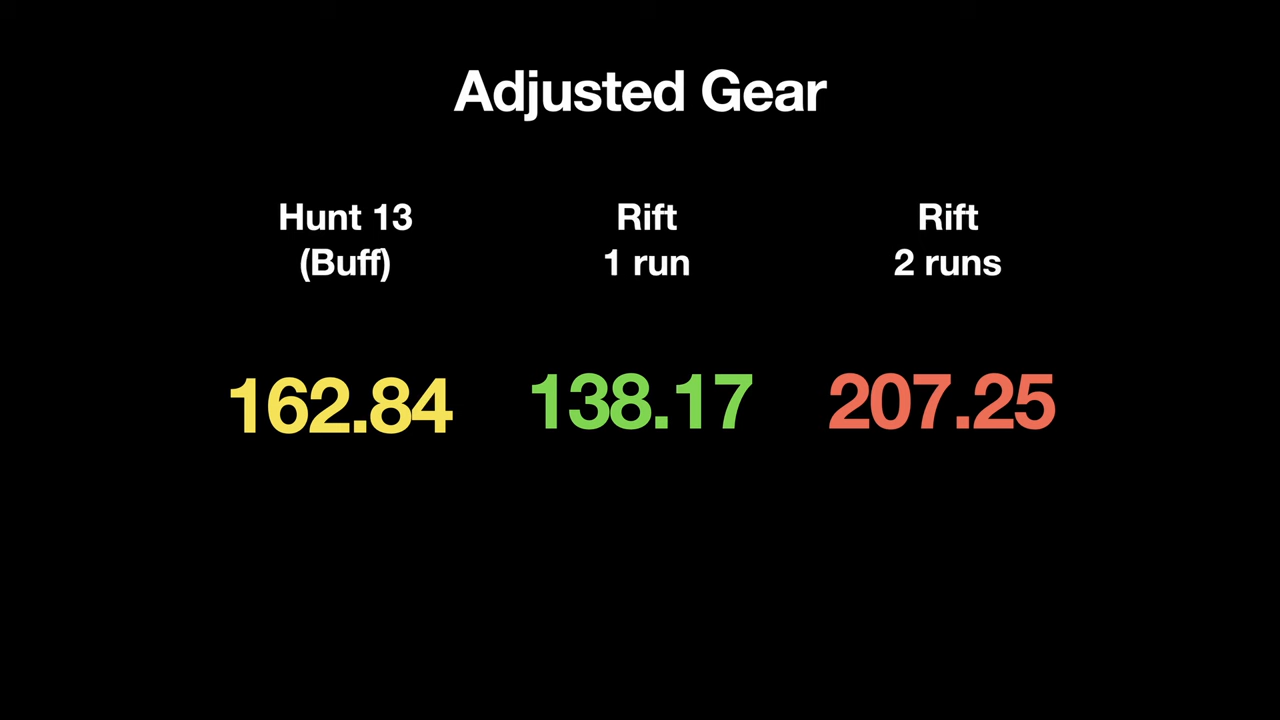 Adjusted Gear
Hunt 13
(Buff)
Rift
1 run
Rift
2 runs
162.84
138.17
207.25